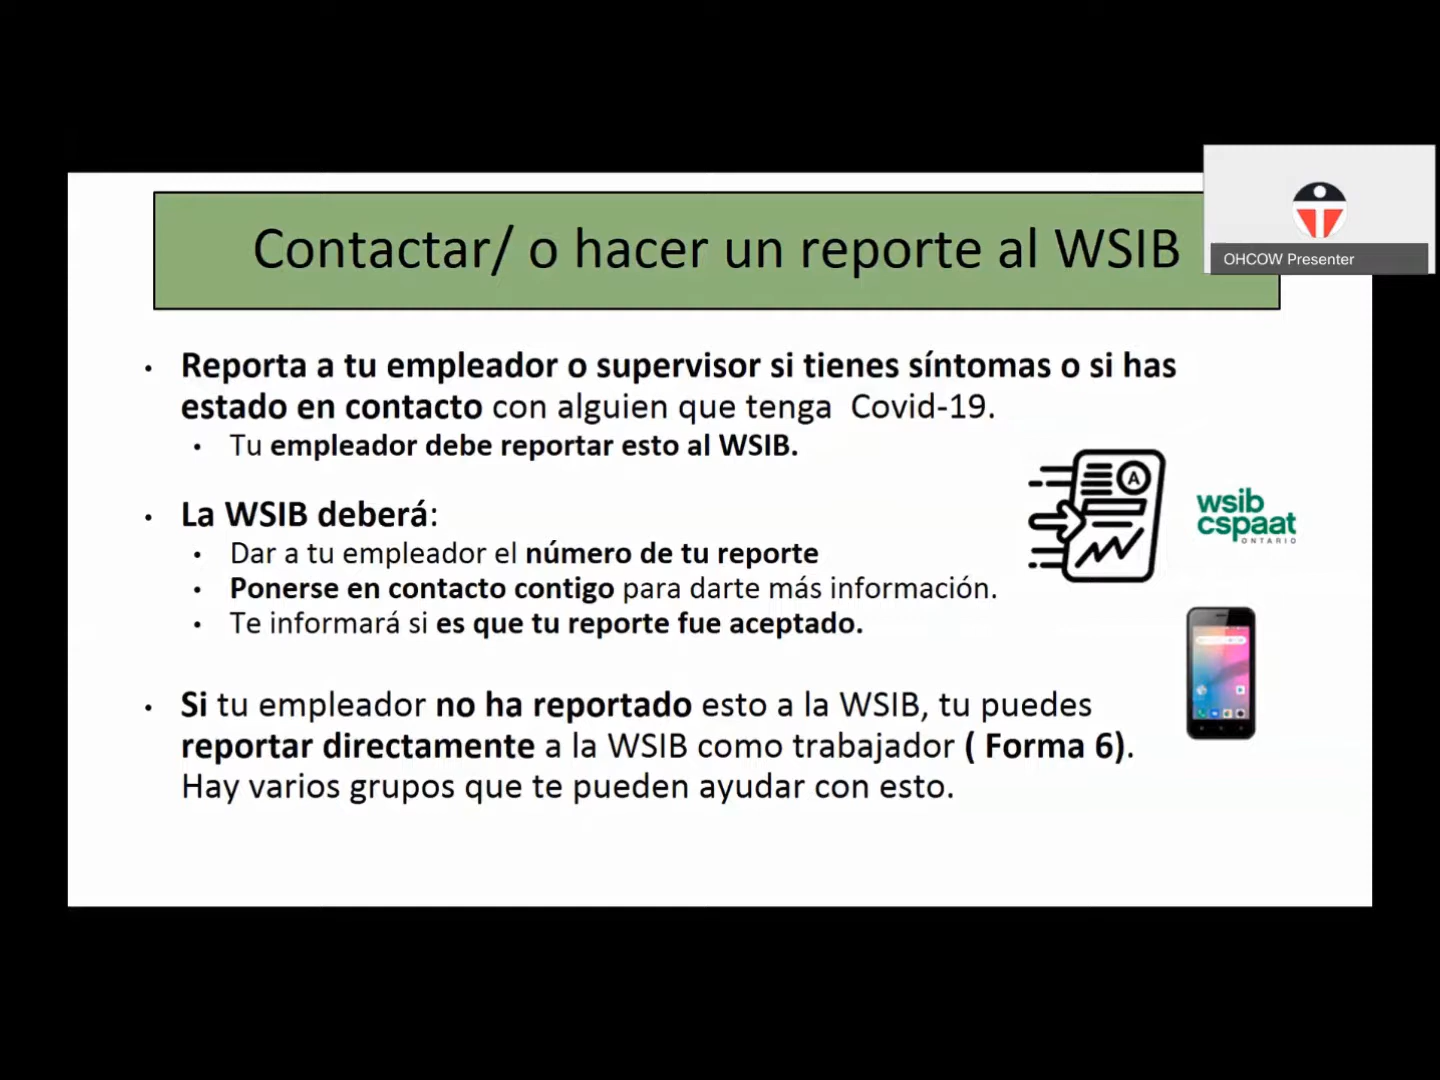 Contactar/ o hacer un reporte al WSIB
OHCOW Presenter
• Reporta a tu empleador o supervisor si tienes síntomas o si has
estado en contacto con alguien que tenga Covid-19.
• Tu empleador debe reportar esto al WSIB.
• La WSIB deberá:
• Dar a tu empleador el número de tu reporte
• Ponerse en contacto contigo para darte más información.
• Te informará si es que tu reporte fue aceptado.
A
wsib
cspaat
ONTARIO
• Si tu empleador no ha reportado esto a la WSIB, tu puedes
reportar directamente a la WSIB como trabajador ( Forma 6).
Hay varios grupos que te pueden ayudar con esto.